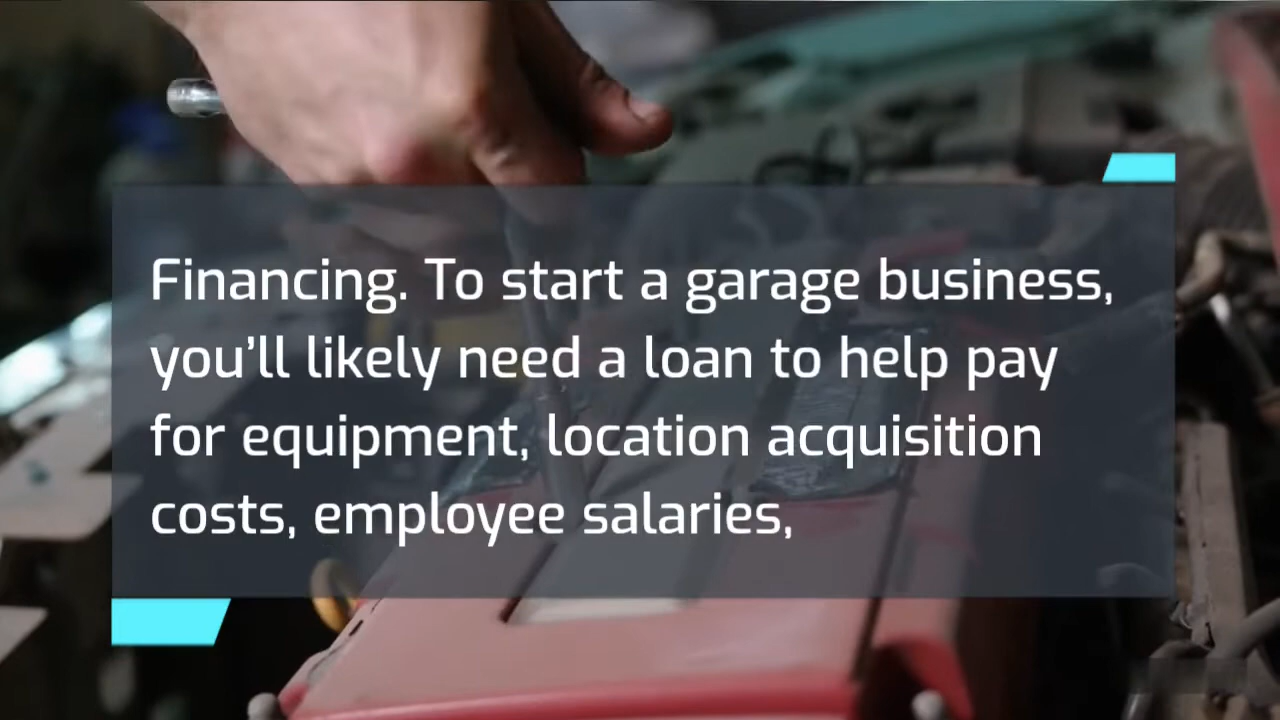 Financing. To start a garage business,
you’ll likely need a loan to help pay
for equipment, location acquisition
costs, employee salaries,